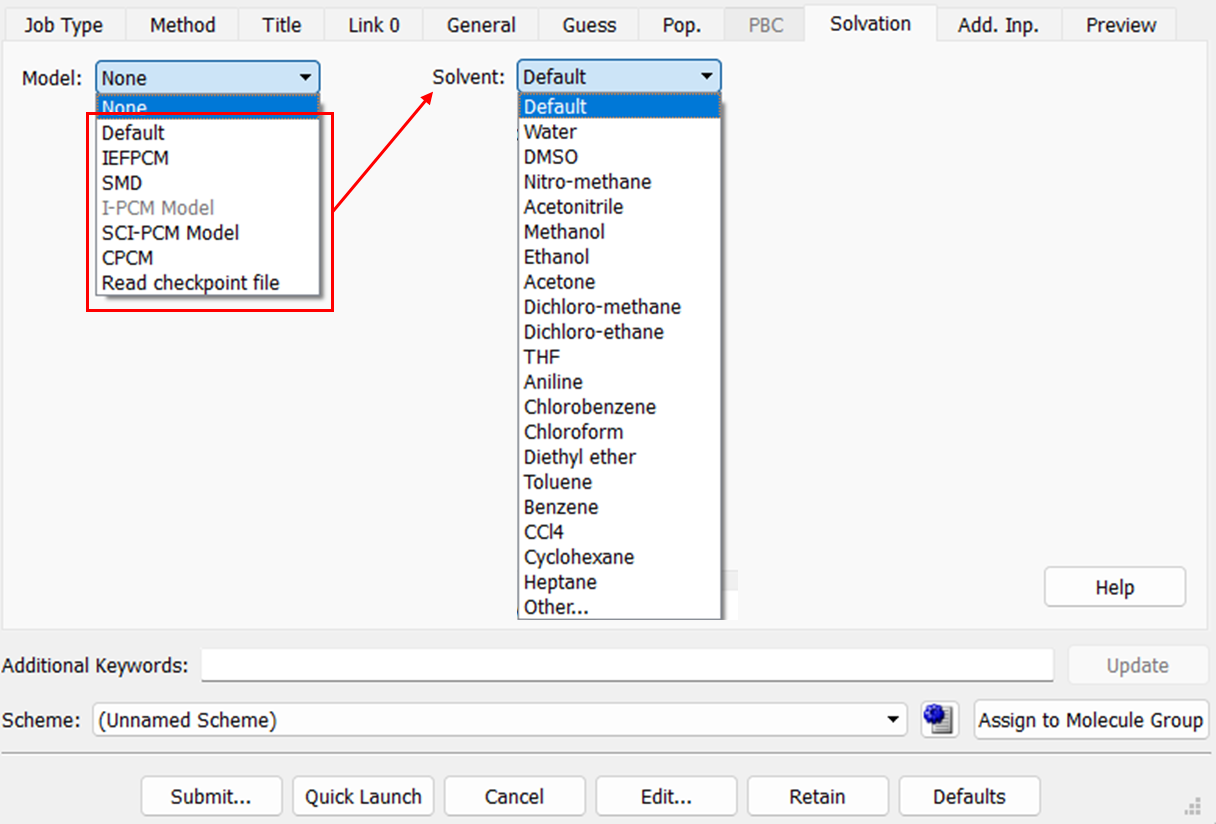 Job Type Method Title Link 0 General Guess Pop. PBC Solvation Add. Inp. Preview
Model: None Solvent: Default
None
Default
IEFPCM
SMD
I-PCM Model
SCI-PCM Model
CPCM
Read checkpoint file
Default
Water
DMSO
Nitro-methane
Acetonitrile
Methanol
Ethanol
Acetone
Dichloro-methane
Dichloro-ethane
THF
Aniline
Chlorobenzene
Chloroform
Diethyl ether
Toluene
Benzene
CCl4
Cyclohexane
Heptane
Other...
Help
Additional Keywords: Update
Scheme: (Unnamed Scheme) Assign to Molecule Group
Submit... Quick Launch Cancel Edit... Retain Defaults